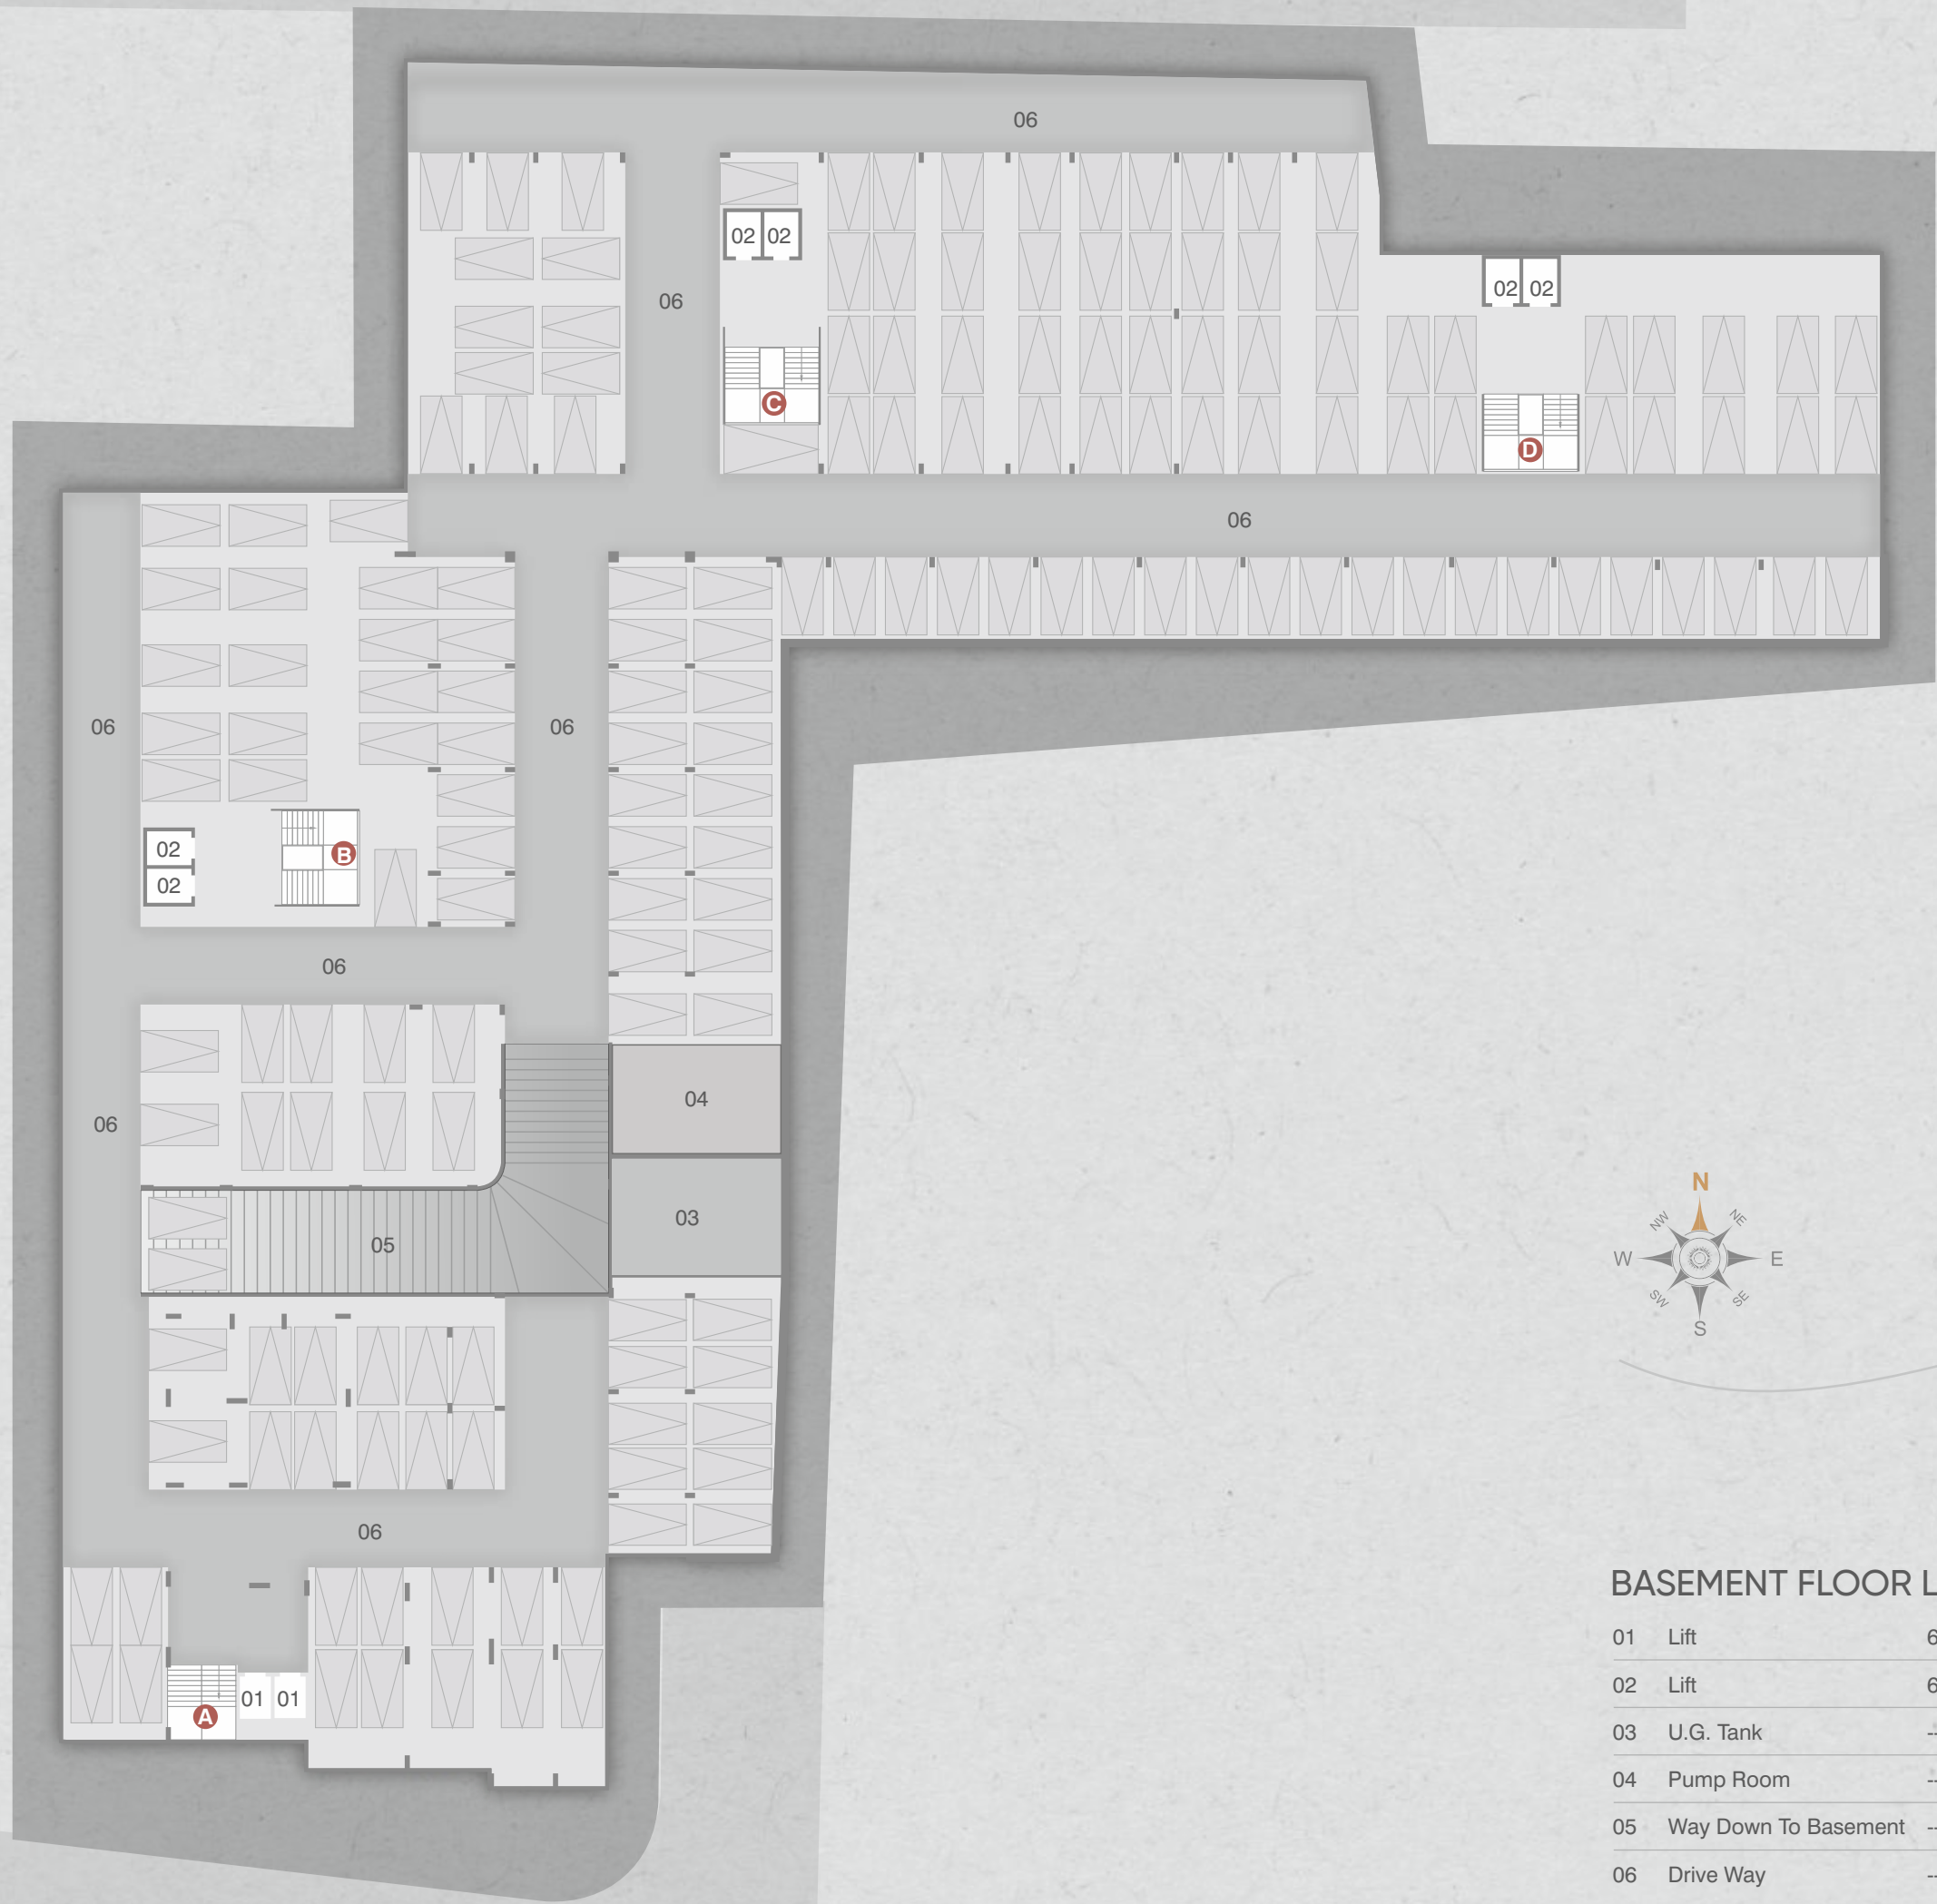 06
02 02
02 02
06
C
D
06
06
06
02
B
02
06
04
06
03
05
N
NW NE
W E
SW SE
S
06
BASEMENT FLOOR L
01 Lift 6
02 Lift 6
01 01
A
03 U.G. Tank
04 Pump Room
05 Way Down To Basement
06 Drive Way